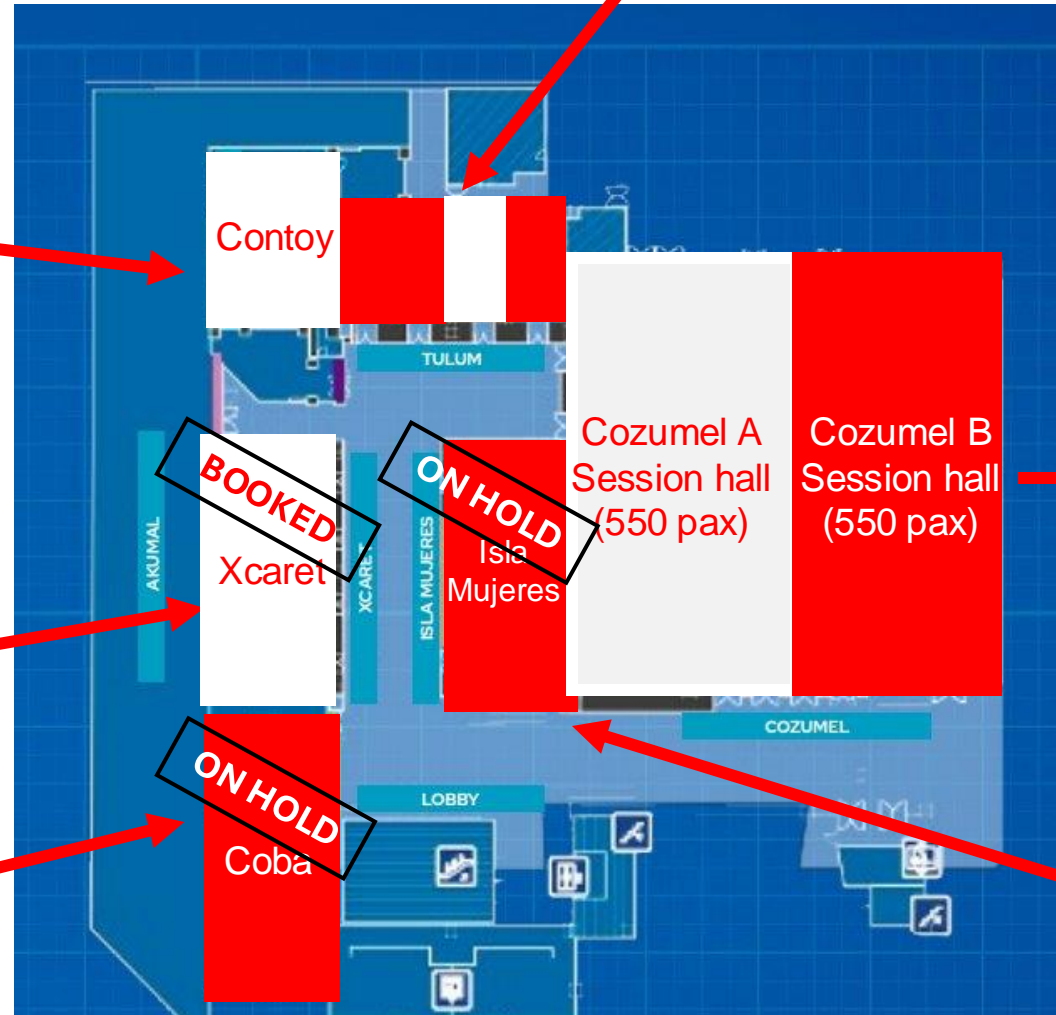 Contoy
TULUM
BOOKED
Xcaret
AKUMAL
XCARET
ISLA MUJERES
ON HOLD
Isla
Mujeres
Cozumel A
Session hall
(550 pax)
Cozumel B
Session hall
(550 pax)
COZUMEL
ON HOLD
Coba
LOBBY